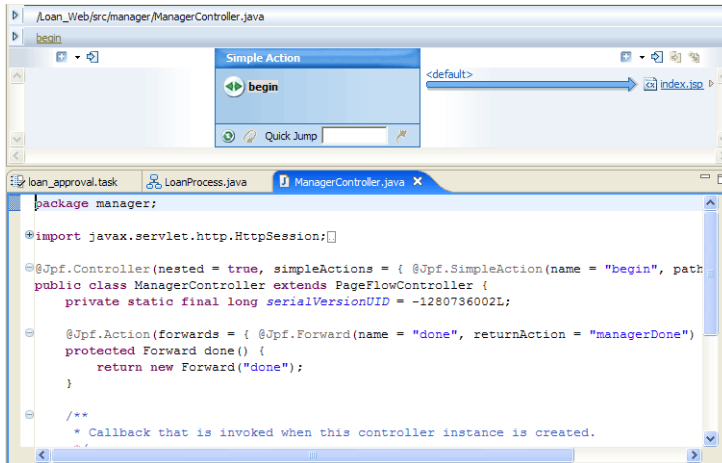 /Loan_Web/src/manager/ManagerController.java
begin
Simple Action
begin
<default>
index.jsp
Quick Jump
loan_approval.task
LoanProcess.java
ManagerController.java
package manager;
import javax.servlet.http.HttpSession;
@Jpf.Controller(nested = true, simpleActions = { @Jpf.SimpleAction(name = "begin", path
public class ManagerController extends PageFlowController {
private static final long serialVersionUID = -1280736002L;
@Jpf.Action(forwards = { @Jpf.Forward(name = "done", returnAction = "managerDone")
protected Forward done() {
return new Forward("done");
}
/**
* Callback that is invoked when this controller instance is created.
*/